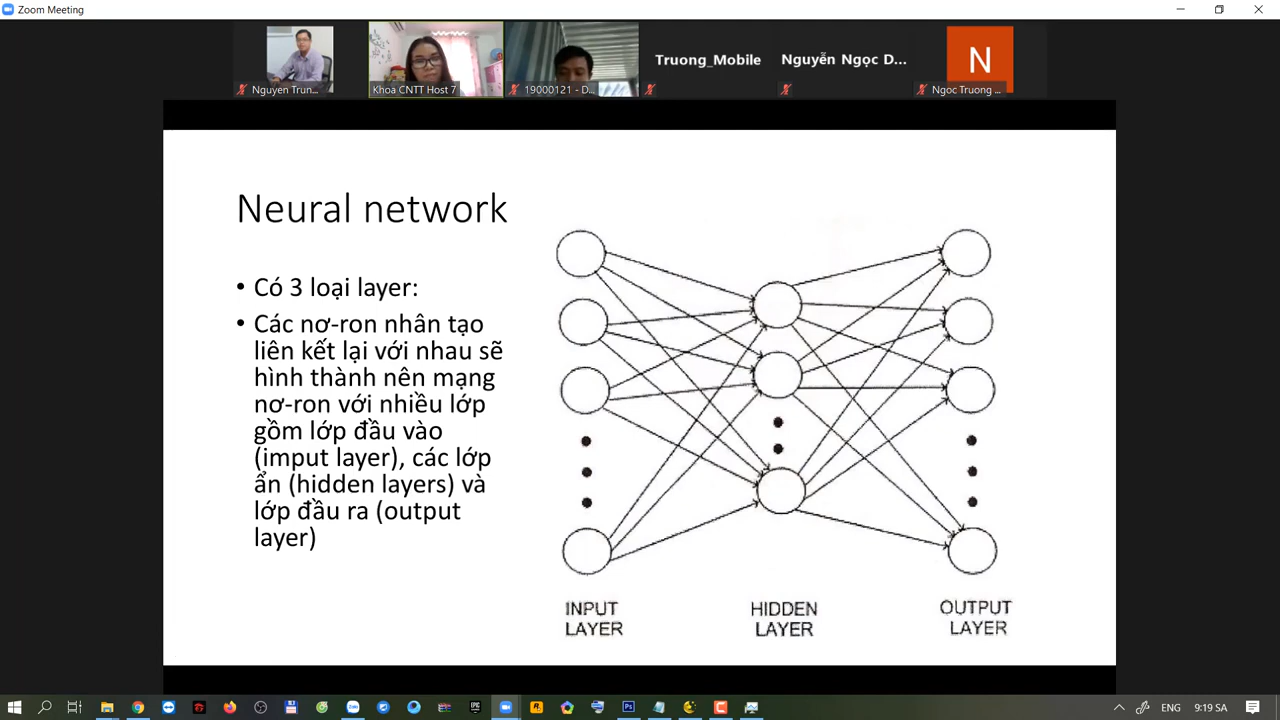 Zoom Meeting
Nguyen Trun...
Khoa CNTT Host 7
19000121 - D...
Truong_Mobile
Nguyễn Ngọc D...
N
Ngoc Truong ...
Neural network
• Có 3 loại layer:
• Các nơ-ron nhân tạo
liên kết lại với nhau sẽ
hình thành nên mạng
nơ-ron với nhiều lớp
gồm lớp đầu vào
(imput layer), các lớp
ẩn (hidden layers) và
lớp đầu ra (output
layer)
INPUT
LAYER
HIDDEN
LAYER
OUTPUT
LAYER
ENG
9:19 SA